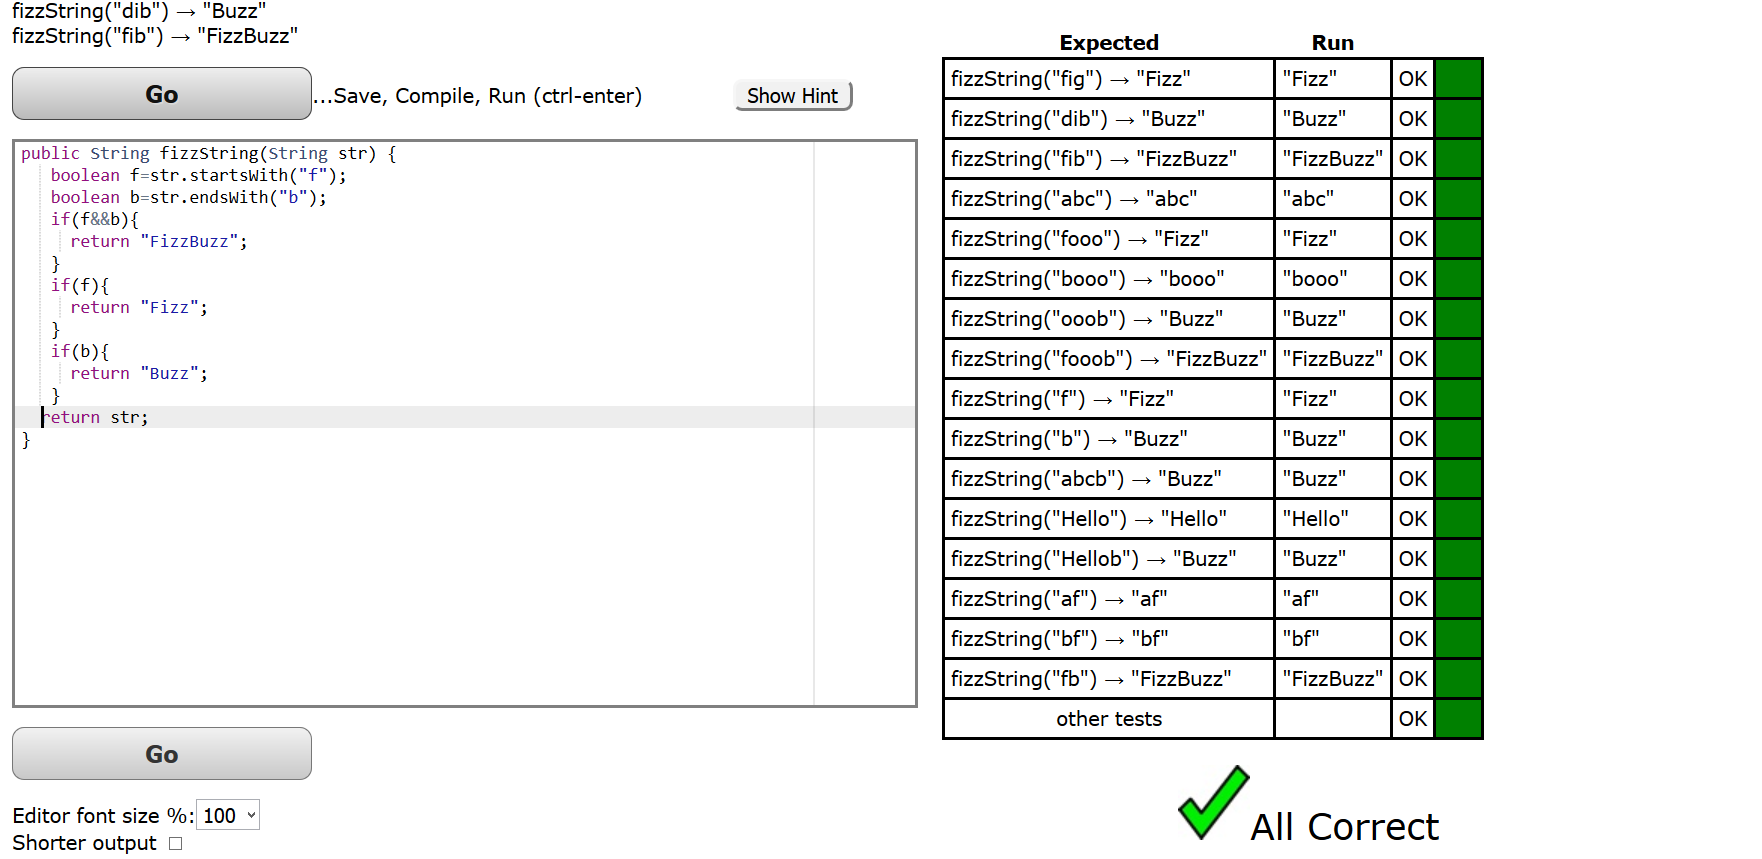 fizzString("dib") → "Buzz"
fizzString("fib") → "FizzBuzz"
Go ...Save, Compile, Run (ctrl-enter) Show Hint
public String fizzString(String str) {
boolean f=str.startsWith("f");
boolean b=str.endsWith("b");
if(f&&b){
return "FizzBuzz";
}
if(f){
return "Fizz";
}
if(b){
return "Buzz";
}
return str;
}
Go
Editor font size %: 100
Shorter output
Expected Run
fizzString("fig") → "Fizz" "Fizz" OK
fizzString("dib") → "Buzz" "Buzz" OK
fizzString("fib") → "FizzBuzz" "FizzBuzz" OK
fizzString("abc") → "abc" "abc" OK
fizzString("fooo") → "Fizz" "Fizz" OK
fizzString("booo") → "booo" "booo" OK
fizzString("ooob") → "Buzz" "Buzz" OK
fizzString("fooob") → "FizzBuzz" "FizzBuzz" OK
fizzString("f") → "Fizz" "Fizz" OK
fizzString("b") → "Buzz" "Buzz" OK
fizzString("abcb") → "Buzz" "Buzz" OK
fizzString("Hello") → "Hello" "Hello" OK
fizzString("Hellob") → "Buzz" "Buzz" OK
fizzString("af") → "af" "af" OK
fizzString("bf") → "bf" "bf" OK
fizzString("fb") → "FizzBuzz" "FizzBuzz" OK
other tests OK
All Correct